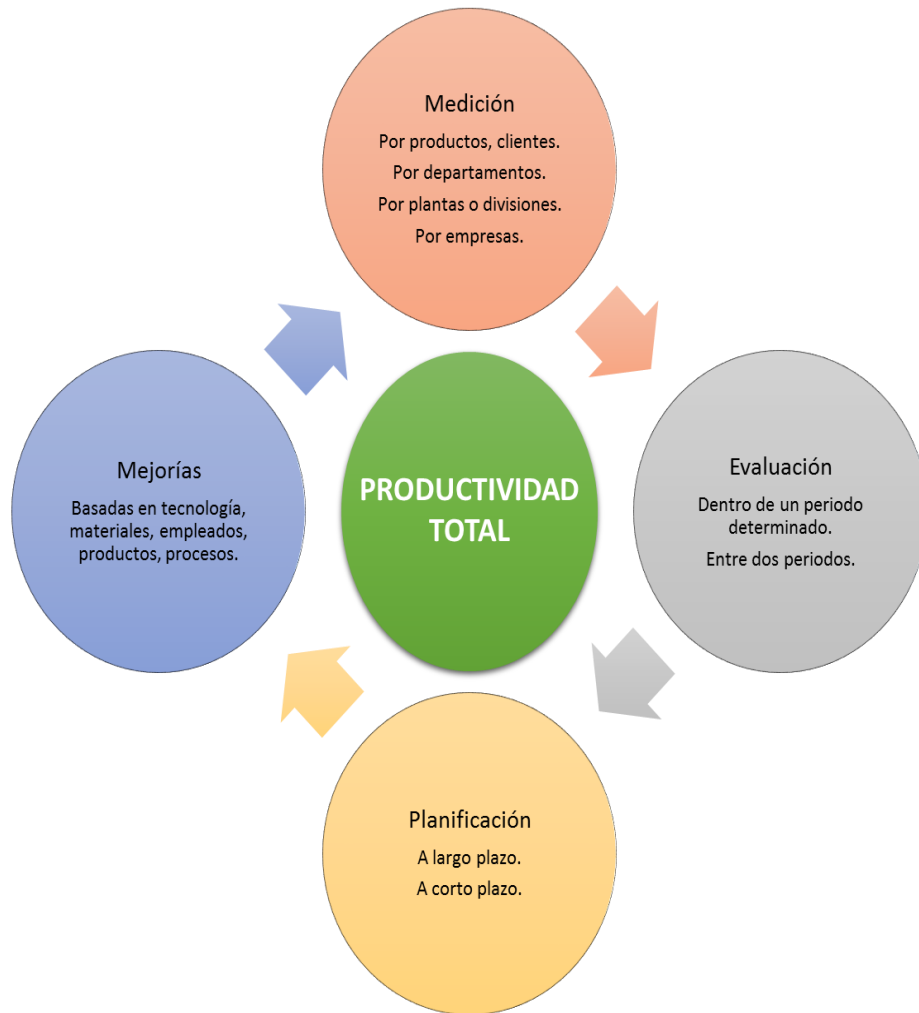 Medición
Por productos, clientes.
Por departamentos.
Por plantas o divisiones.
Por empresas.
Mejorías
Basadas en tecnología,
materiales, empleados,
productos, procesos.
PRODUCTIVIDAD
TOTAL
Evaluación
Dentro de un periodo
determinado.
Entre dos periodos.
Planificación
A largo plazo.
A corto plazo.